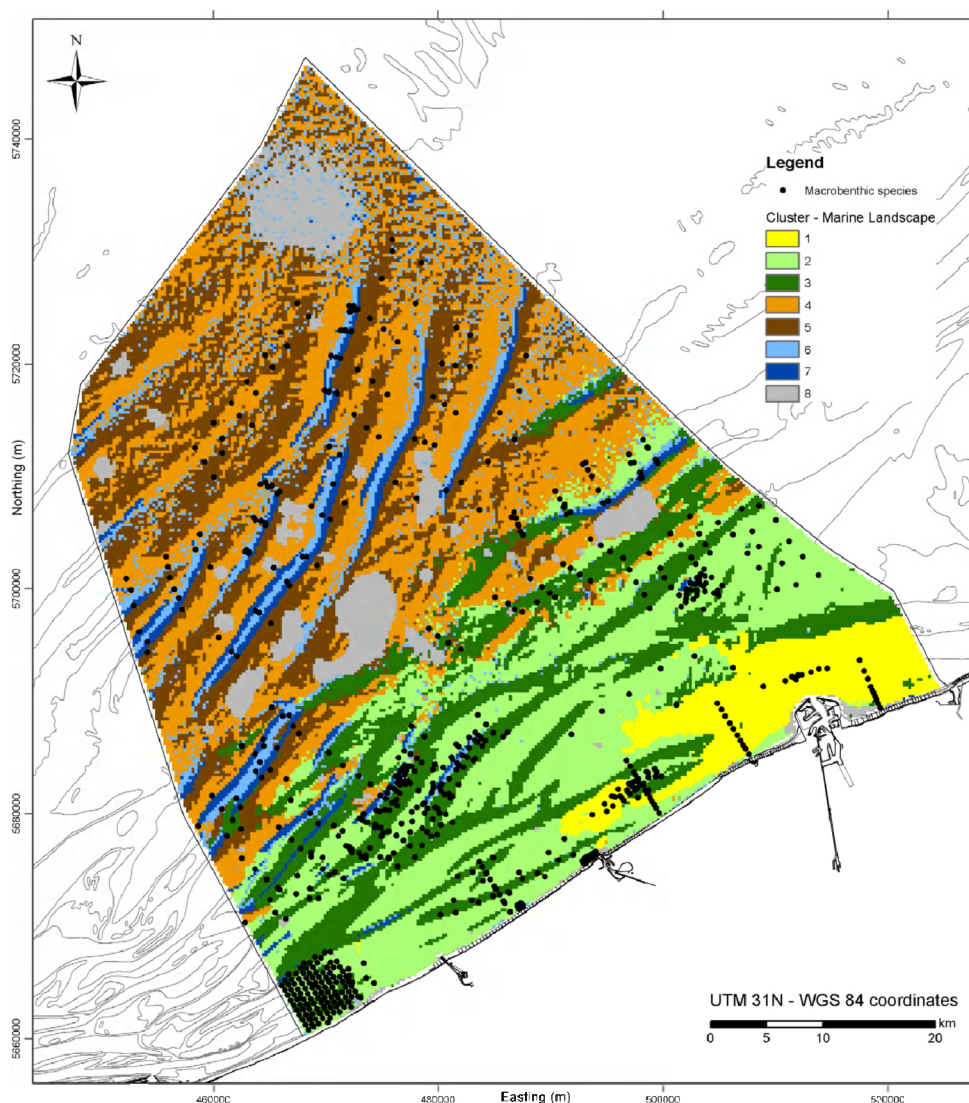 N
Legend
Macrobenthic species
Cluster - Marine Landscape
1
2
3
4
5
6
7
8
5740000
5720000
5700000
5680000
5660000
Northing (m)
UTM 31N - WGS 84 coordinates
km
0 5 10 20
460000 480000 500000 520000
Easting (m)